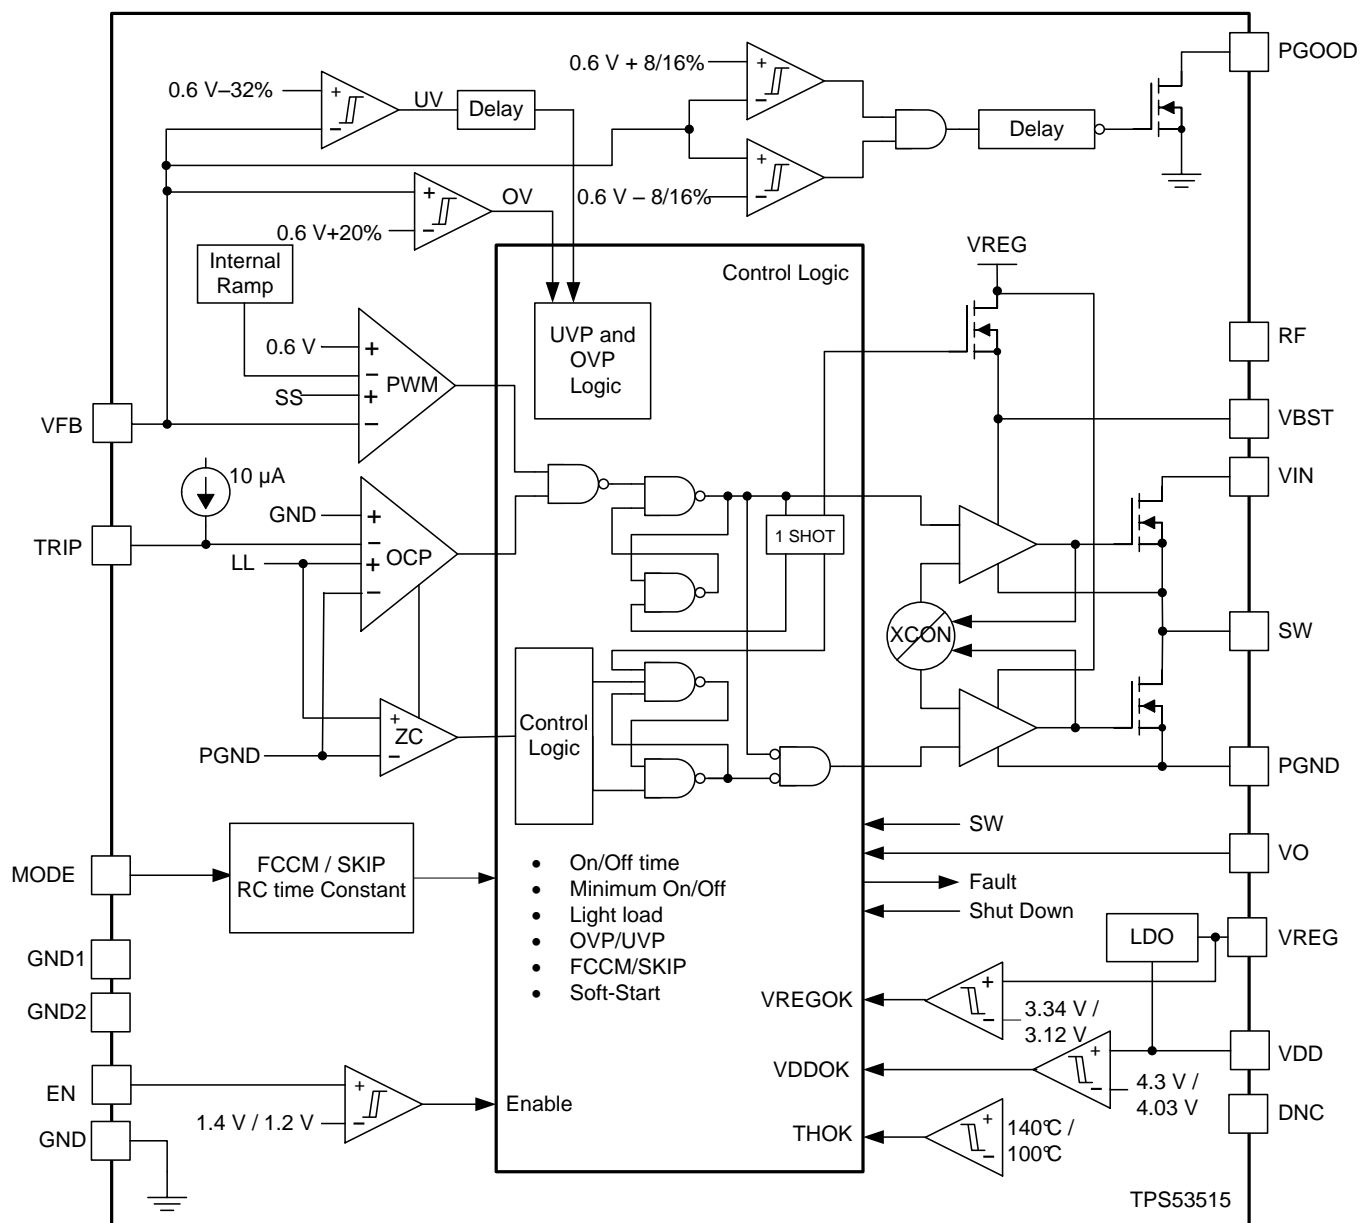 PGOOD
0.6 V + 8/16%
0.6 V–32%
+
–
UV
Delay
+
–
Delay
+
–
0.6 V – 8/16%
+
–
OV
0.6 V+20%
Internal
Ramp
VREG
Control Logic
UVP and
OVP
Logic
RF
0.6 V
+
–
SS
+
–
PWM
VFB
VBST
VIN
10 µA
GND
+
–
TRIP
LL
+
–
OCP
1 SHOT
XCON
SW
Control
Logic
+
–
ZC
PGND
PGND
SW
VO
MODE
FCCM / SKIP
RC time Constant
• On/Off time
• Minimum On/Off
• Light load
• OVP/UVP
• FCCM/SKIP
• Soft-Start
Fault
Shut Down
LDO
VREG
GND1
GND2
VREGOK
+
–
3.34 V /
3.12 V
VDD
VDDOK
+
–
4.3 V /
4.03 V
DNC
EN
+
–
1.4 V / 1.2 V
Enable
GND
THOK
+
–
140°C /
100°C
TPS53515